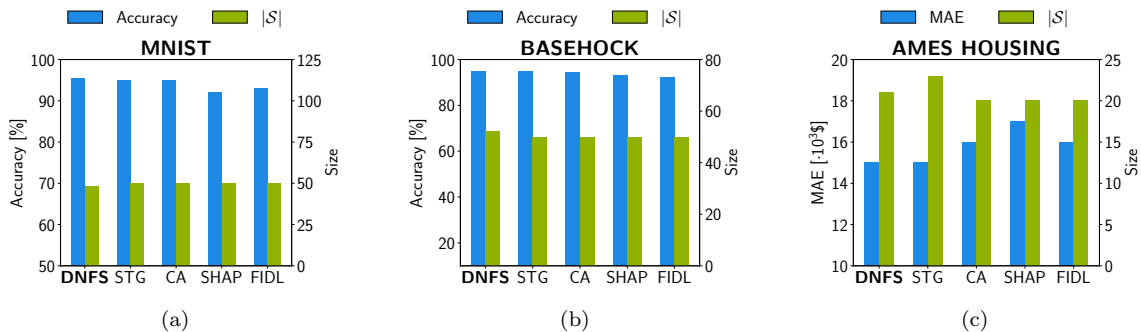 Accuracy |S|
MNIST
Accuracy [%]
100
90
80
70
60
50
125
100
75
50
25
0
Size
DNFS STG CA SHAP FIDL
(a)
Accuracy |S|
BASEHOCK
Accuracy [%]
100
80
60
40
20
80
60
40
20
0
Size
DNFS STG CA SHAP FIDL
(b)
MAE |S|
AMES HOUSING
MAE [·10³$]
20
18
16
14
12
10
25
20
15
10
5
0
Size
DNFS STG CA SHAP FIDL
(c)